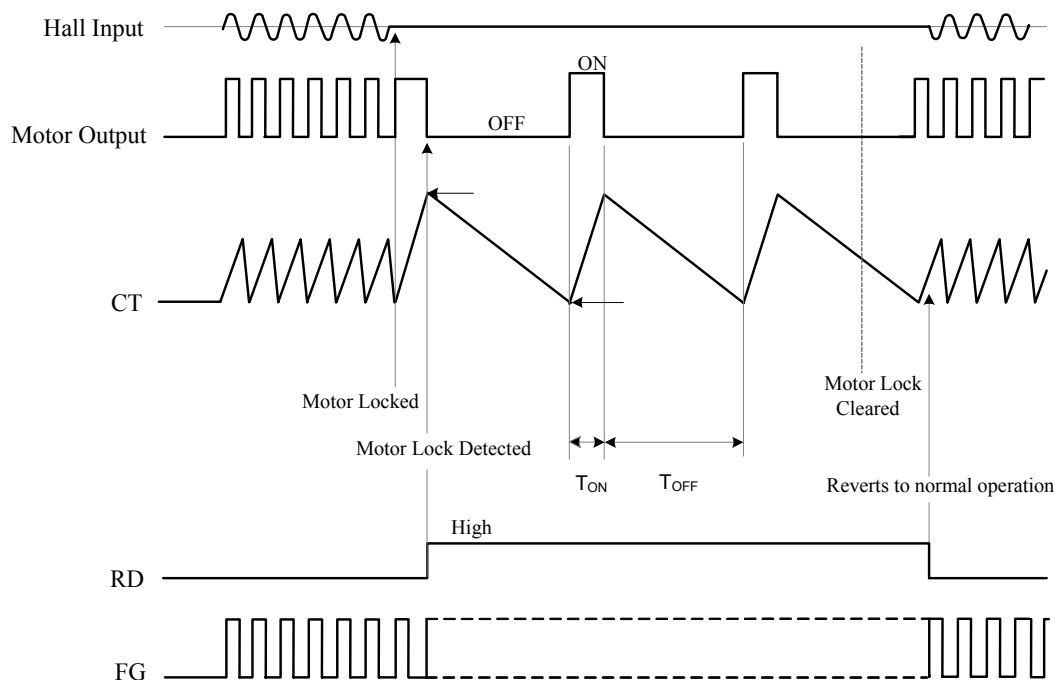 Hall Input
ON
Motor Output
OFF
CT
Motor Locked
Motor Lock
Cleared
Motor Lock Detected
TON
TOFF
Reverts to normal operation
High
RD
FG